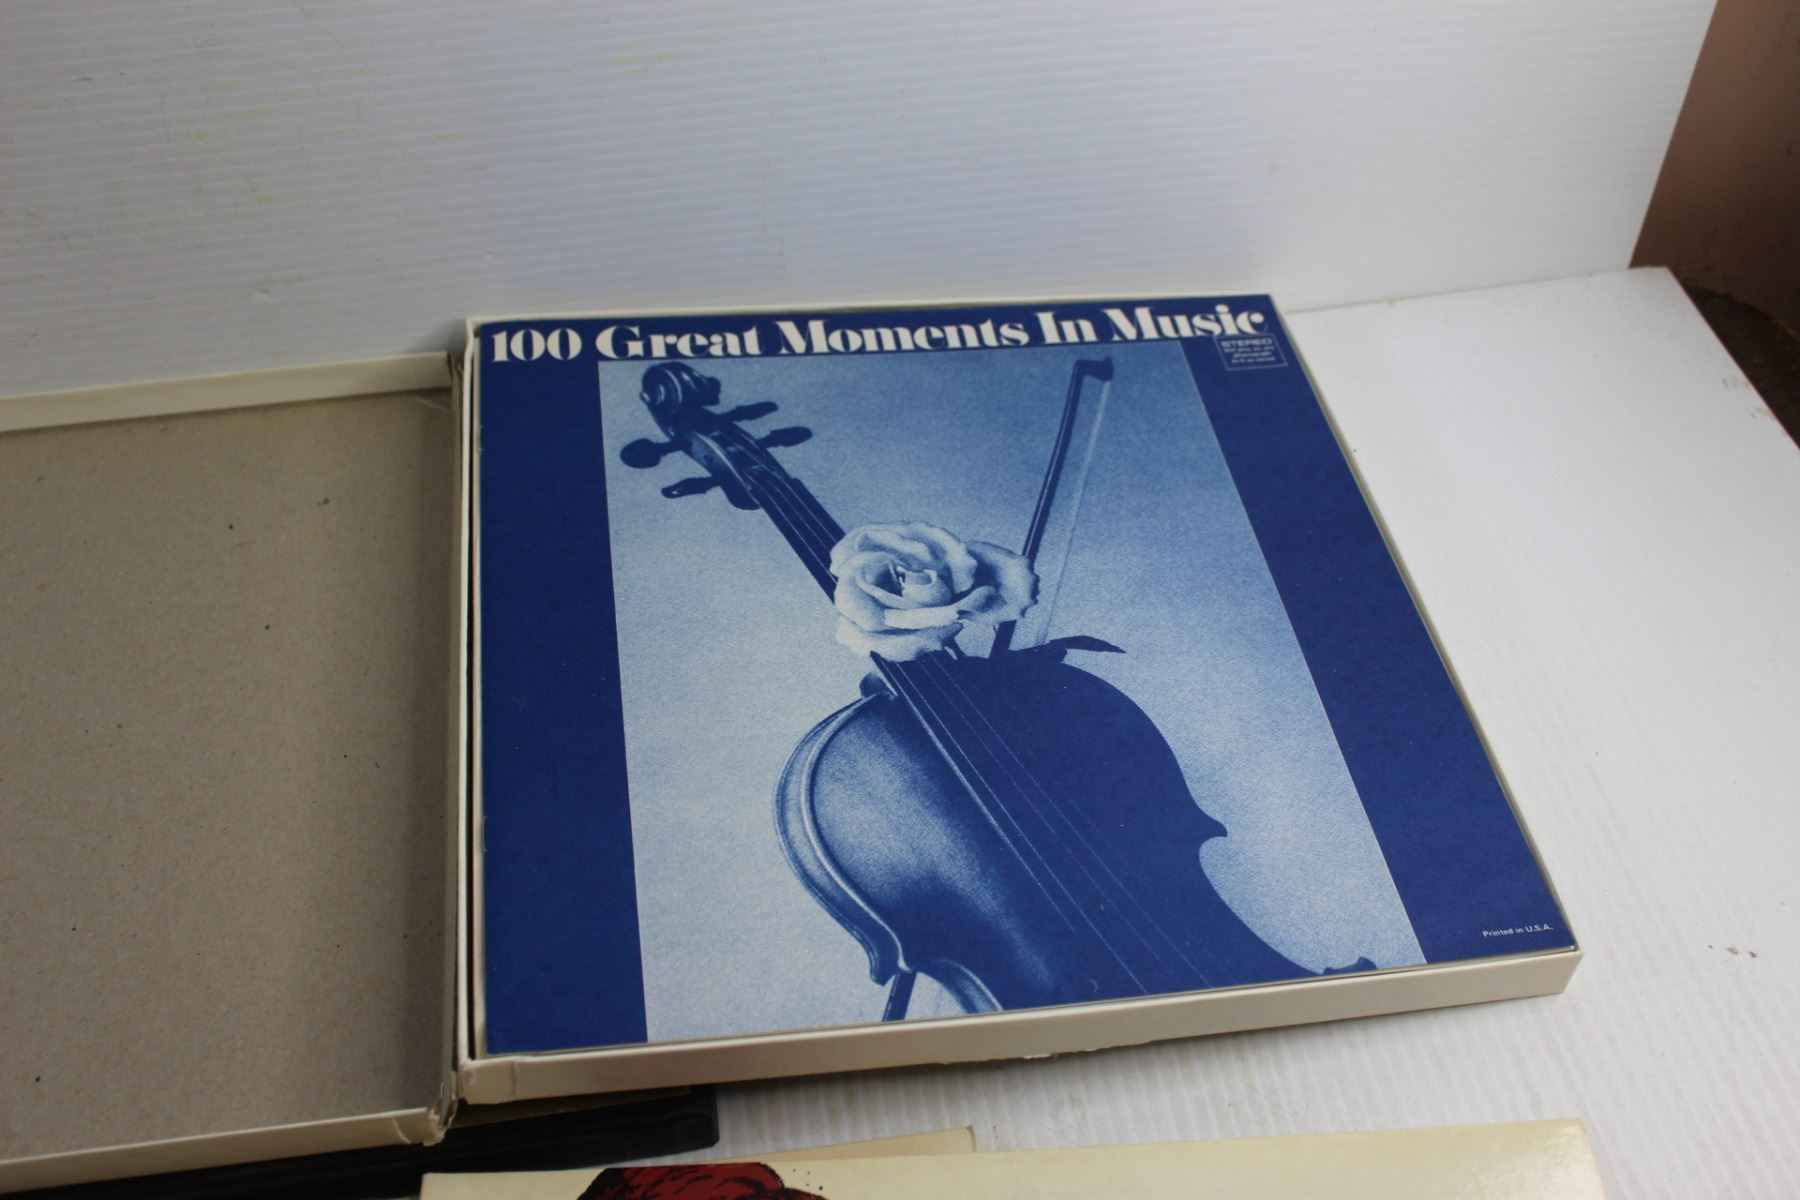 100 Great Moments In Music
STEREO
Printed in U.S.A.